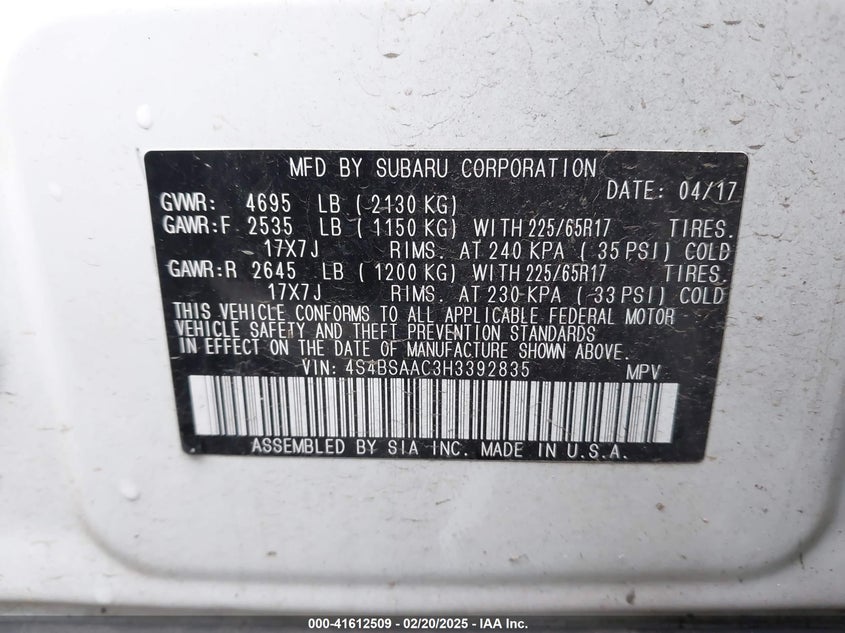 MFD BY SUBARU CORPORATION
DATE: 04/17
GVWR: 4695 LB ( 2130 KG)
GAWR:F 2535 LB ( 1150 KG) WITH 225/65R17 TIRES.
17X7J RIMS. AT 240 KPA ( 35 PSI) COLD
GAWR:R 2645 LB ( 1200 KG) WITH 225/65R17 TIRES.
17X7J RIMS. AT 230 KPA ( 33 PSI) COLD
THIS VEHICLE CONFORMS TO ALL APPLICABLE FEDERAL MOTOR
VEHICLE SAFETY AND THEFT PREVENTION STANDARDS
IN EFFECT ON THE DATE OF MANUFACTURE SHOWN ABOVE.
VIN: 4S4BSAAC3H3392835 MPV
ASSEMBLED BY SIA INC. MADE IN U.S.A.
000-41612509 - 02/20/2025 - IAA Inc.